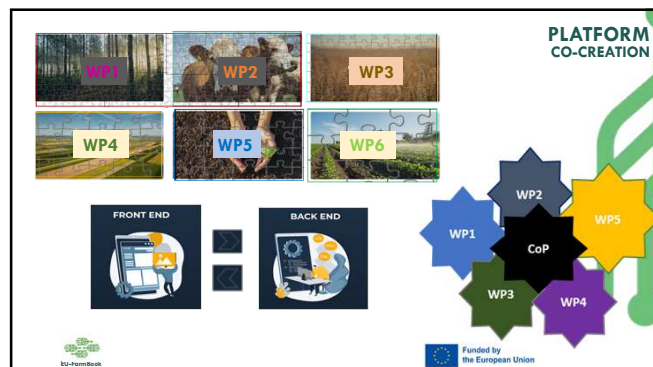 PLATFORM
CO-CREATION
WP1
WP2
WP3
WP4
WP5
WP6
FRONT END
BACK END
WP2
WP5
WP1
CoP
WP3
WP4
EU-FarmBook
Funded by
the European Union